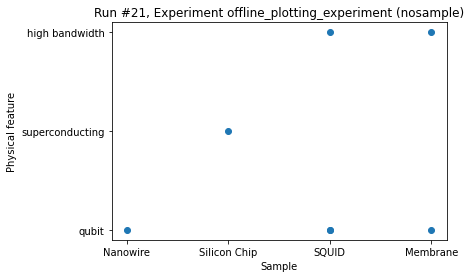 Run #21, Experiment offline_plotting_experiment (nosample)
high bandwidth
Physical feature
superconducting
qubit
Nanowire Silicon Chip SQUID Membrane
Sample